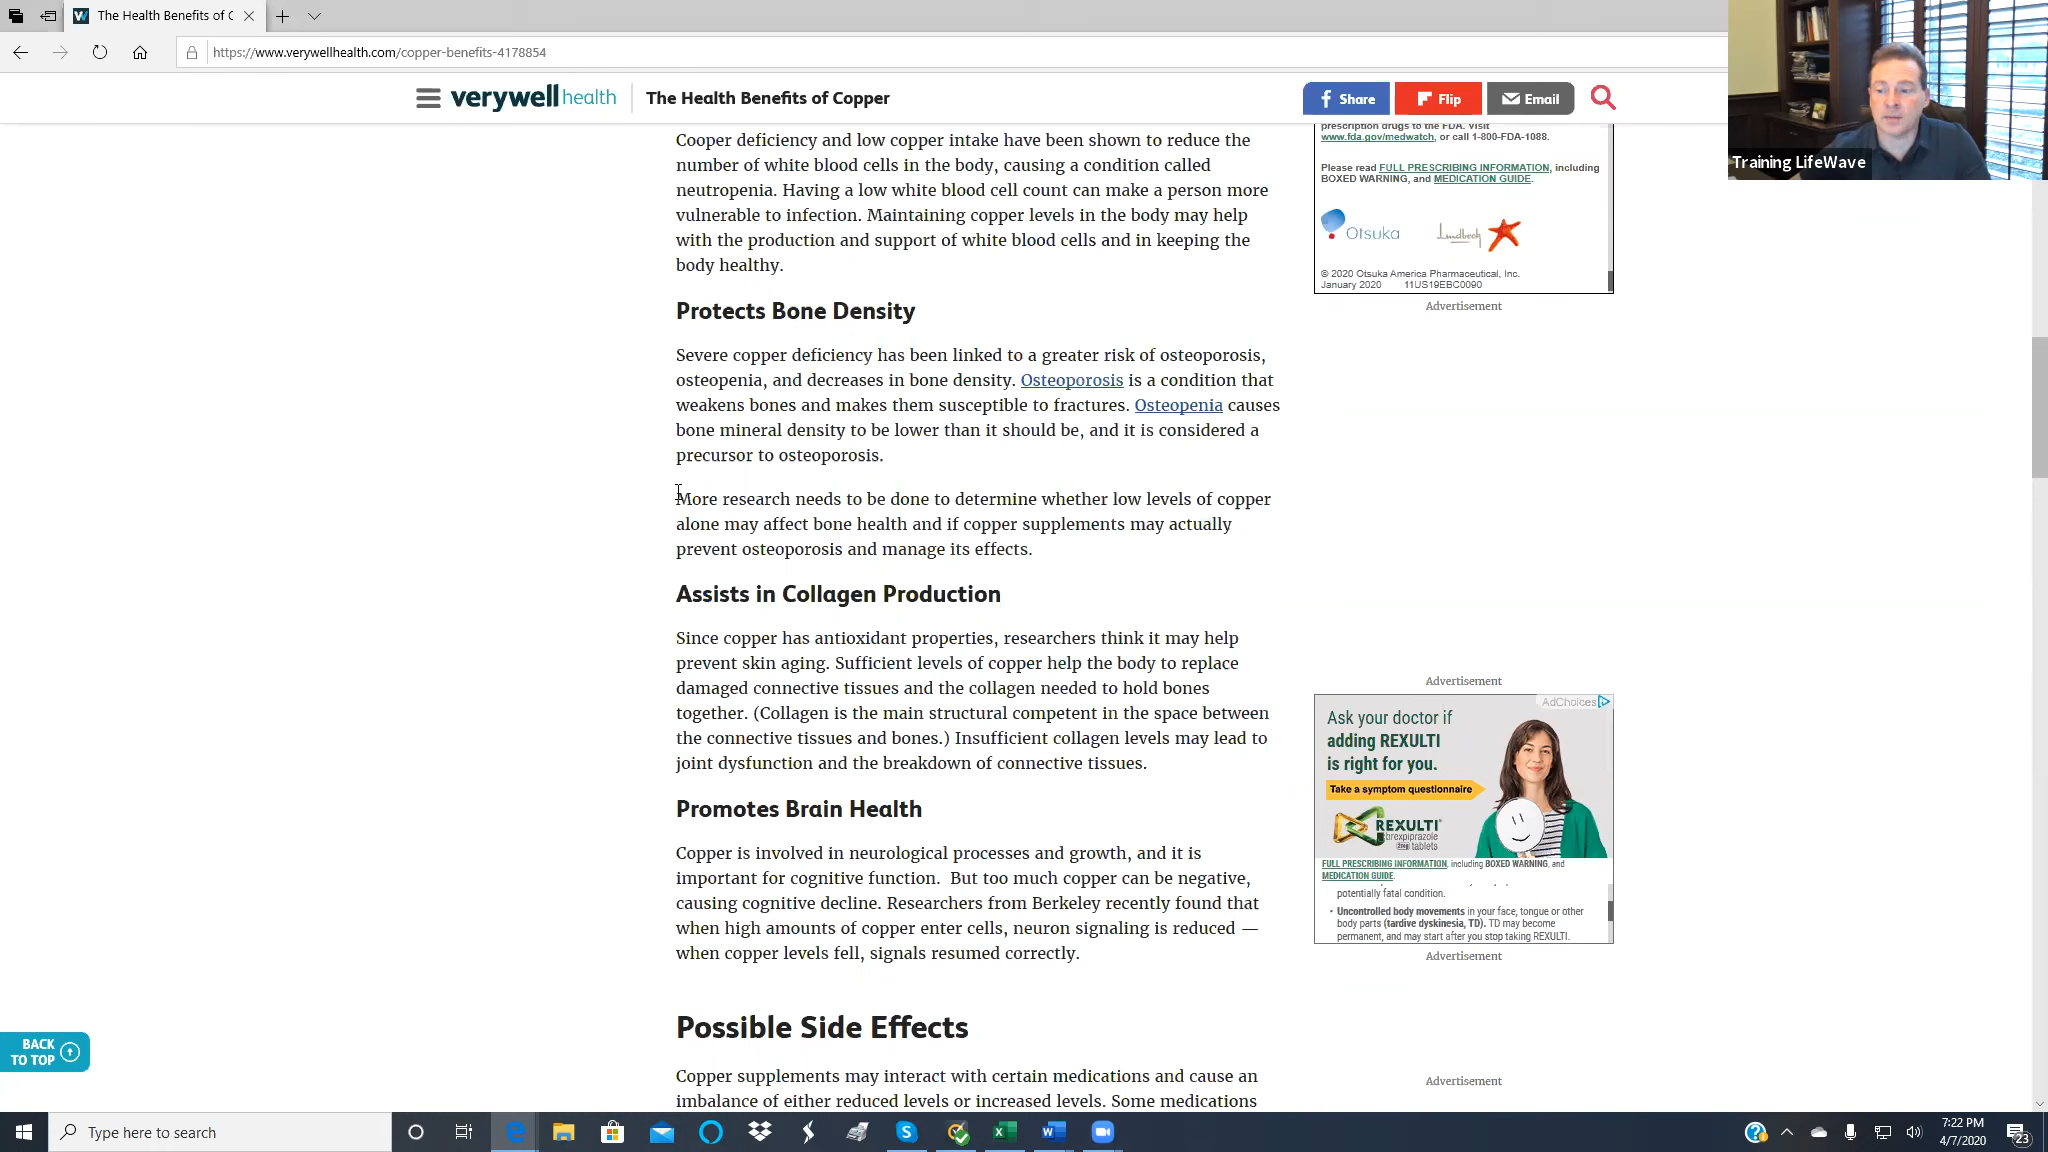 The Health Benefits of C
https://www.verywellhealth.com/copper-benefits-4178854
verywell health
The Health Benefits of Copper
Share
Flip
Email
Training LifeWave
Cooper deficiency and low copper intake have been shown to reduce the
number of white blood cells in the body, causing a condition called
neutropenia. Having a low white blood cell count can make a person more
vulnerable to infection. Maintaining copper levels in the body may help
with the production and support of white blood cells and in keeping the
body healthy.
Protects Bone Density
Severe copper deficiency has been linked to a greater risk of osteoporosis,
osteopenia, and decreases in bone density. Osteoporosis is a condition that
weakens bones and makes them susceptible to fractures. Osteopenia causes
bone mineral density to be lower than it should be, and it is considered a
precursor to osteoporosis.
More research needs to be done to determine whether low levels of copper
alone may affect bone health and if copper supplements may actually
prevent osteoporosis and manage its effects.
Assists in Collagen Production
Since copper has antioxidant properties, researchers think it may help
prevent skin aging. Sufficient levels of copper help the body to replace
damaged connective tissues and the collagen needed to hold bones
together. (Collagen is the main structural competent in the space between
the connective tissues and bones.) Insufficient collagen levels may lead to
joint dysfunction and the breakdown of connective tissues.
Promotes Brain Health
Copper is involved in neurological processes and growth, and it is
important for cognitive function.  But too much copper can be negative,
causing cognitive decline. Researchers from Berkeley recently found that
when high amounts of copper enter cells, neuron signaling is reduced —
when copper levels fell, signals resumed correctly.
Possible Side Effects
Copper supplements may interact with certain medications and cause an
imbalance of either reduced levels or increased levels. Some medications
prescription drugs to the FDA. Visit
www.fda.gov/medwatch, or call 1-800-FDA-1088.
Please read FULL PRESCRIBING INFORMATION, including
BOXED WARNING, and MEDICATION GUIDE.
Otsuka
Lundbeck
© 2020 Otsuka America Pharmaceutical, Inc.
January 2020 11US19EBC0090
Advertisement
Advertisement
AdChoices
Ask your doctor if
adding REXULTI
is right for you.
Take a symptom questionnaire
REXULTI®
brexpiprazole
2mg tablets
FULL PRESCRIBING INFORMATION, including BOXED WARNING, and
MEDICATION GUIDE.
potentially fatal condition.
• Uncontrolled body movements in your face, tongue or other
body parts (tardive dyskinesia, TD). TD may become
permanent, and may start after you stop taking REXULTI.
Advertisement
Advertisement
BACK
TO TOP
Type here to search
7:22 PM
4/7/2020
23